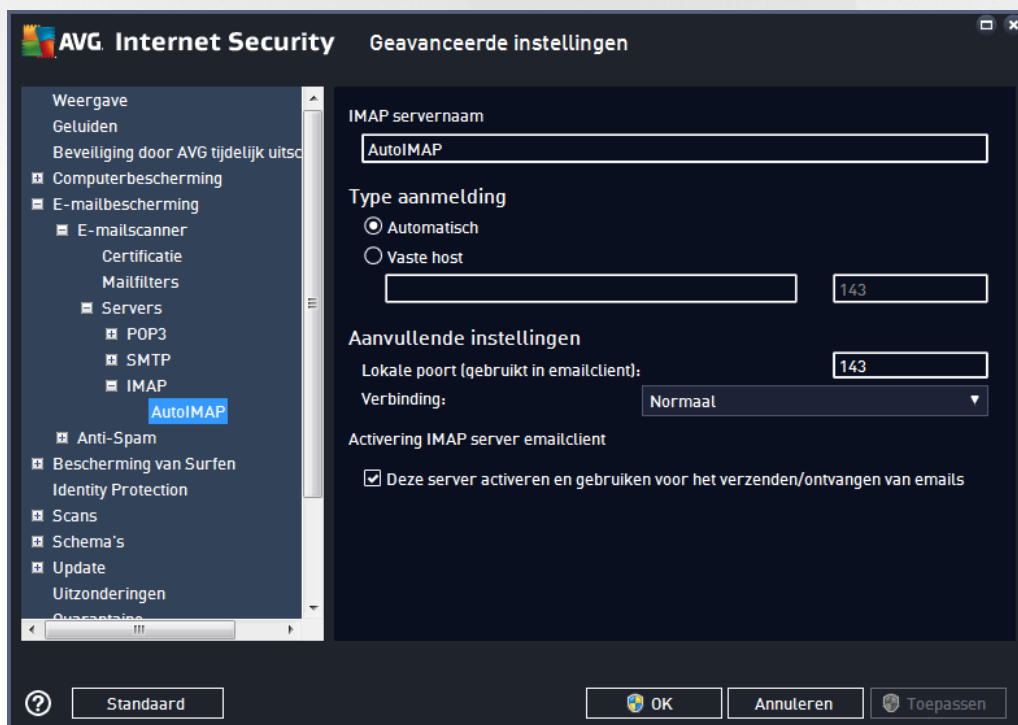 AVG. Internet Security Geavanceerde instellingen
Weergave
Geluiden
Beveiliging door AVG tijdelijk uitsc
Computerbescherming
E-mailbescherming
E-mailscanner
Certificatie
Mailfilters
Servers
POP3
SMTP
IMAP
AutoIMAP
Anti-Spam
Bescherming van Surfen
Identity Protection
Scans
Schema's
Update
Uitzonderingen
Quarantaine
IMAP servernaam
AutoIMAP
Type aanmelding
Automatisch
Vaste host
143
Aanvullende instellingen
Lokale poort (gebruikt in emailclient): 143
Verbinding: Normaal
Activering IMAP server emailclient
Deze server activeren en gebruiken voor het verzenden/ontvangen van emails
? Standaard OK Annuleren Toepassen